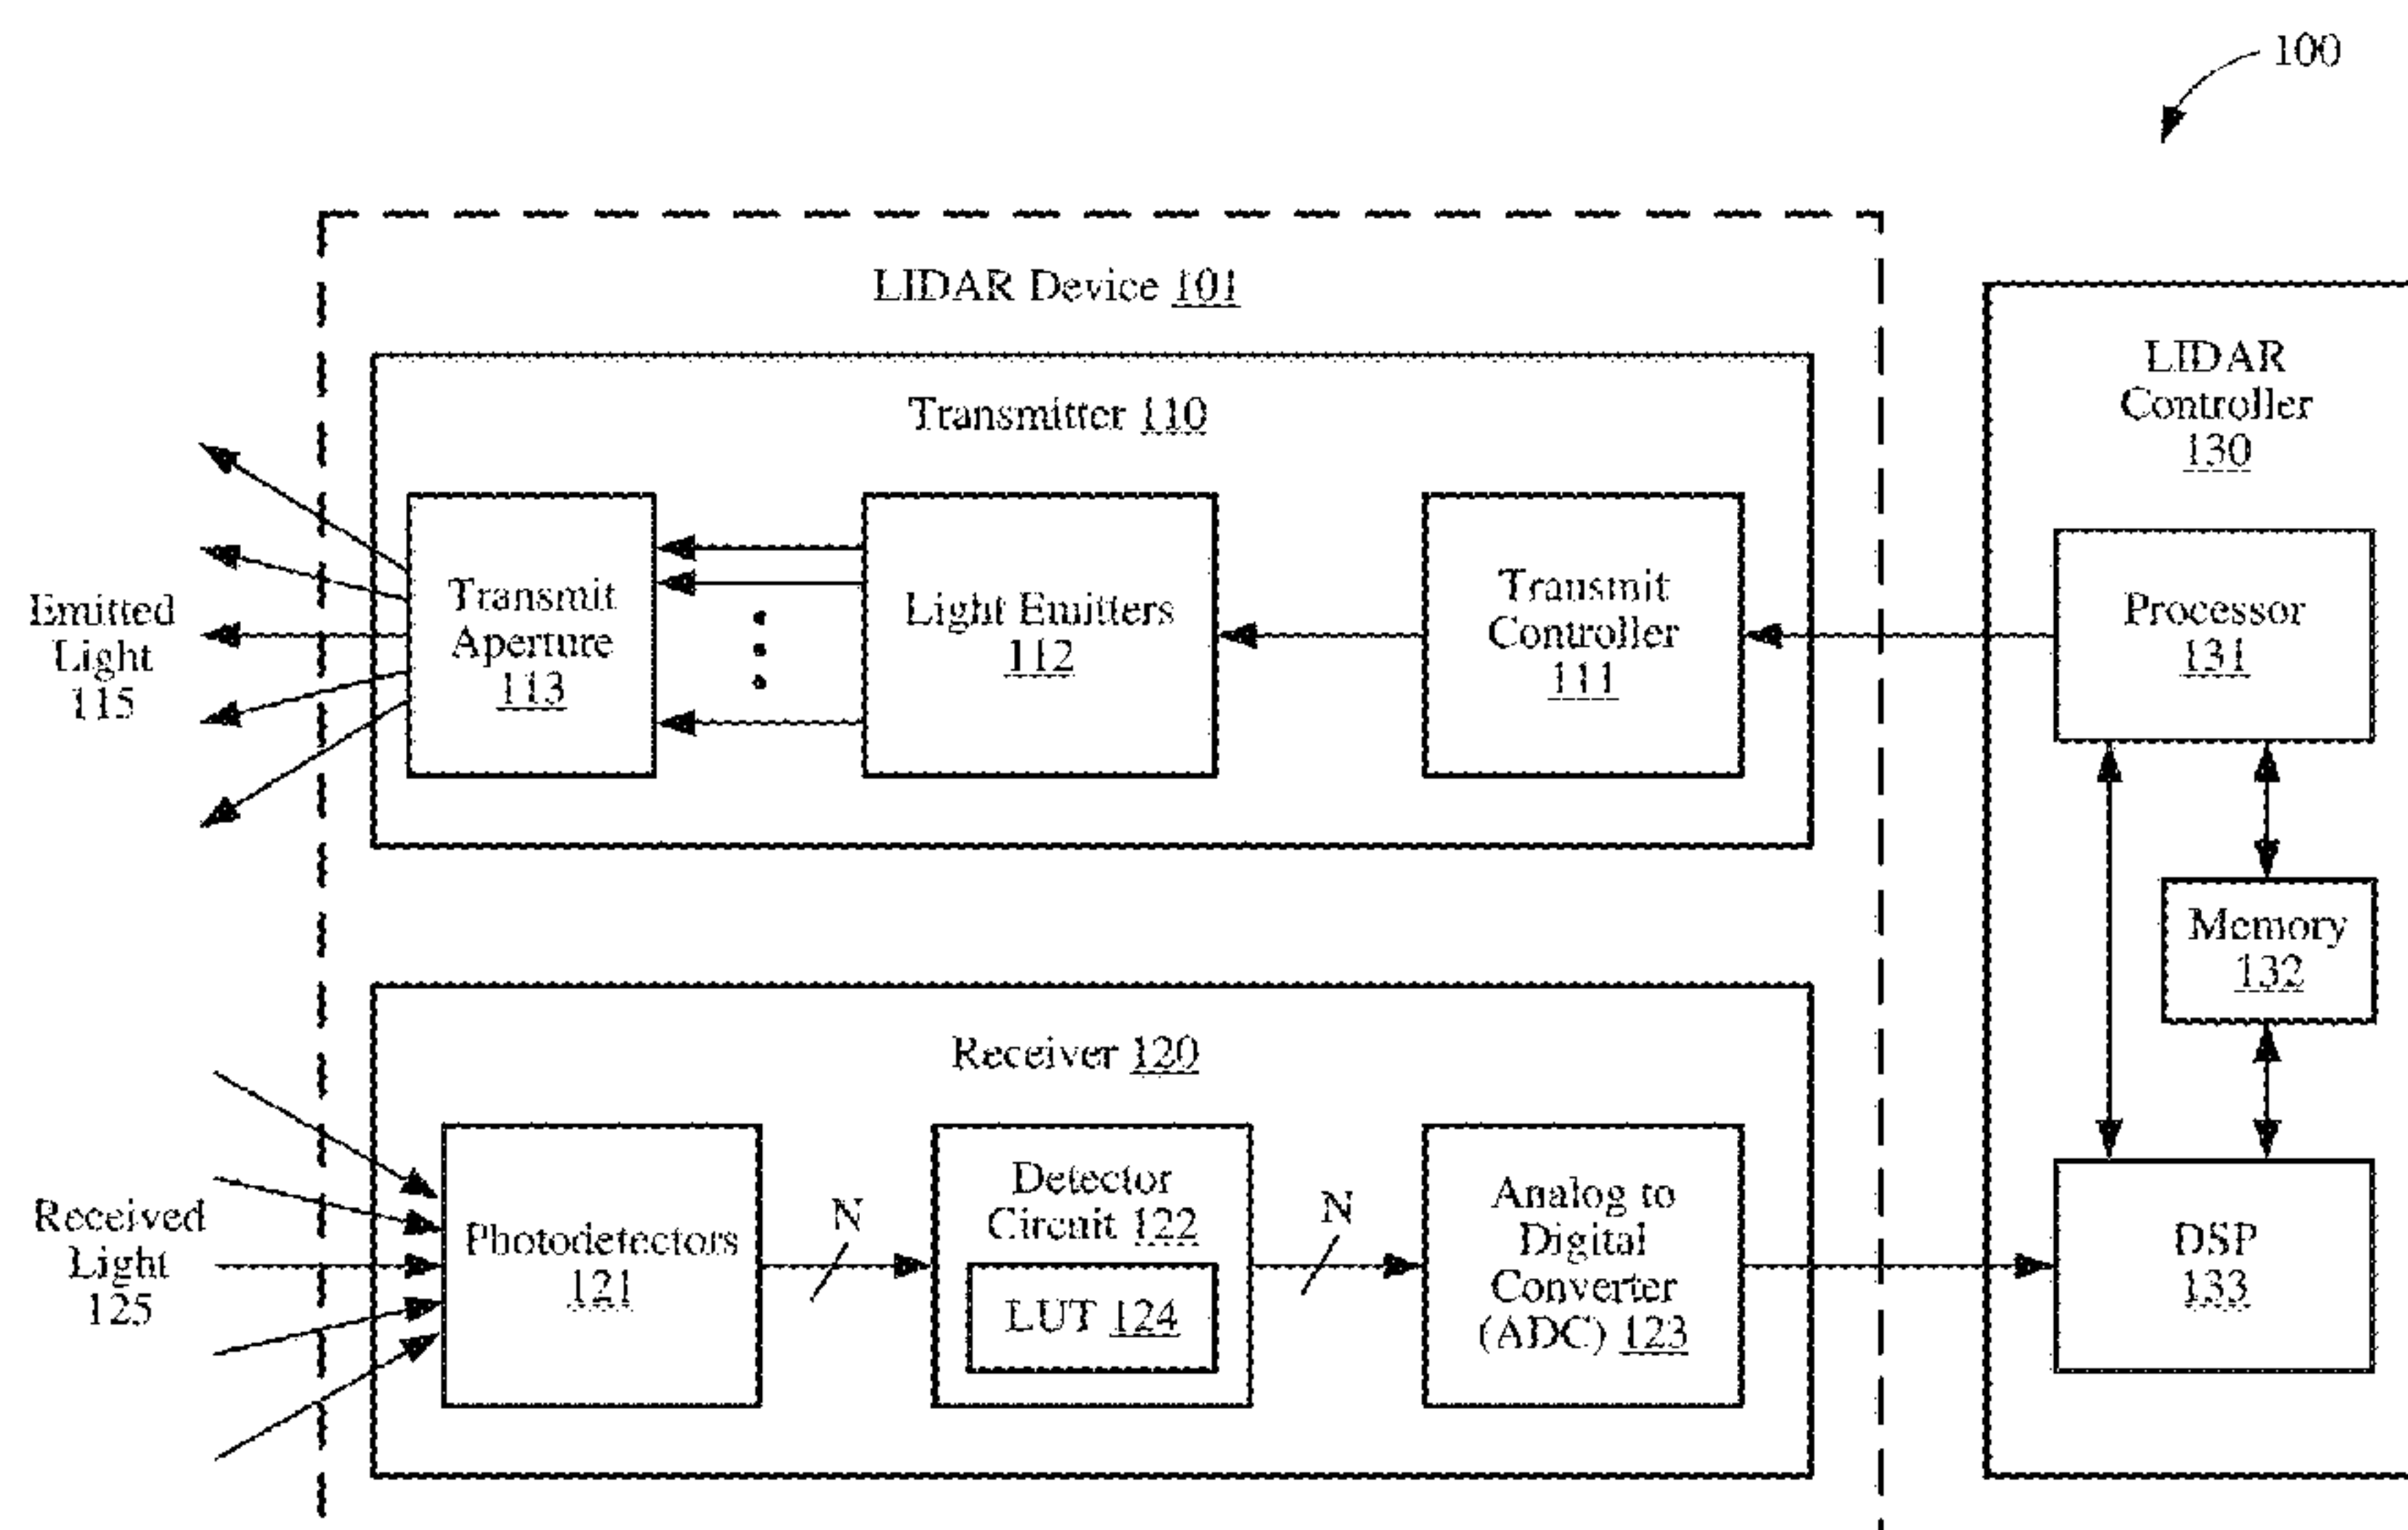 100
LIDAR Device 101
LIDAR
Controller
130
Transmitter 110
Emitted
Light
115
Transmit
Aperture
113
Light Emitters
112
Transmit
Controller
111
Processor
131
Memory
132
Receiver 120
Received
Light
125
Photodetectors
121
N
Detector
Circuit 122
LUT 124
N
Analog to
Digital
Converter
(ADC) 123
DSP
133